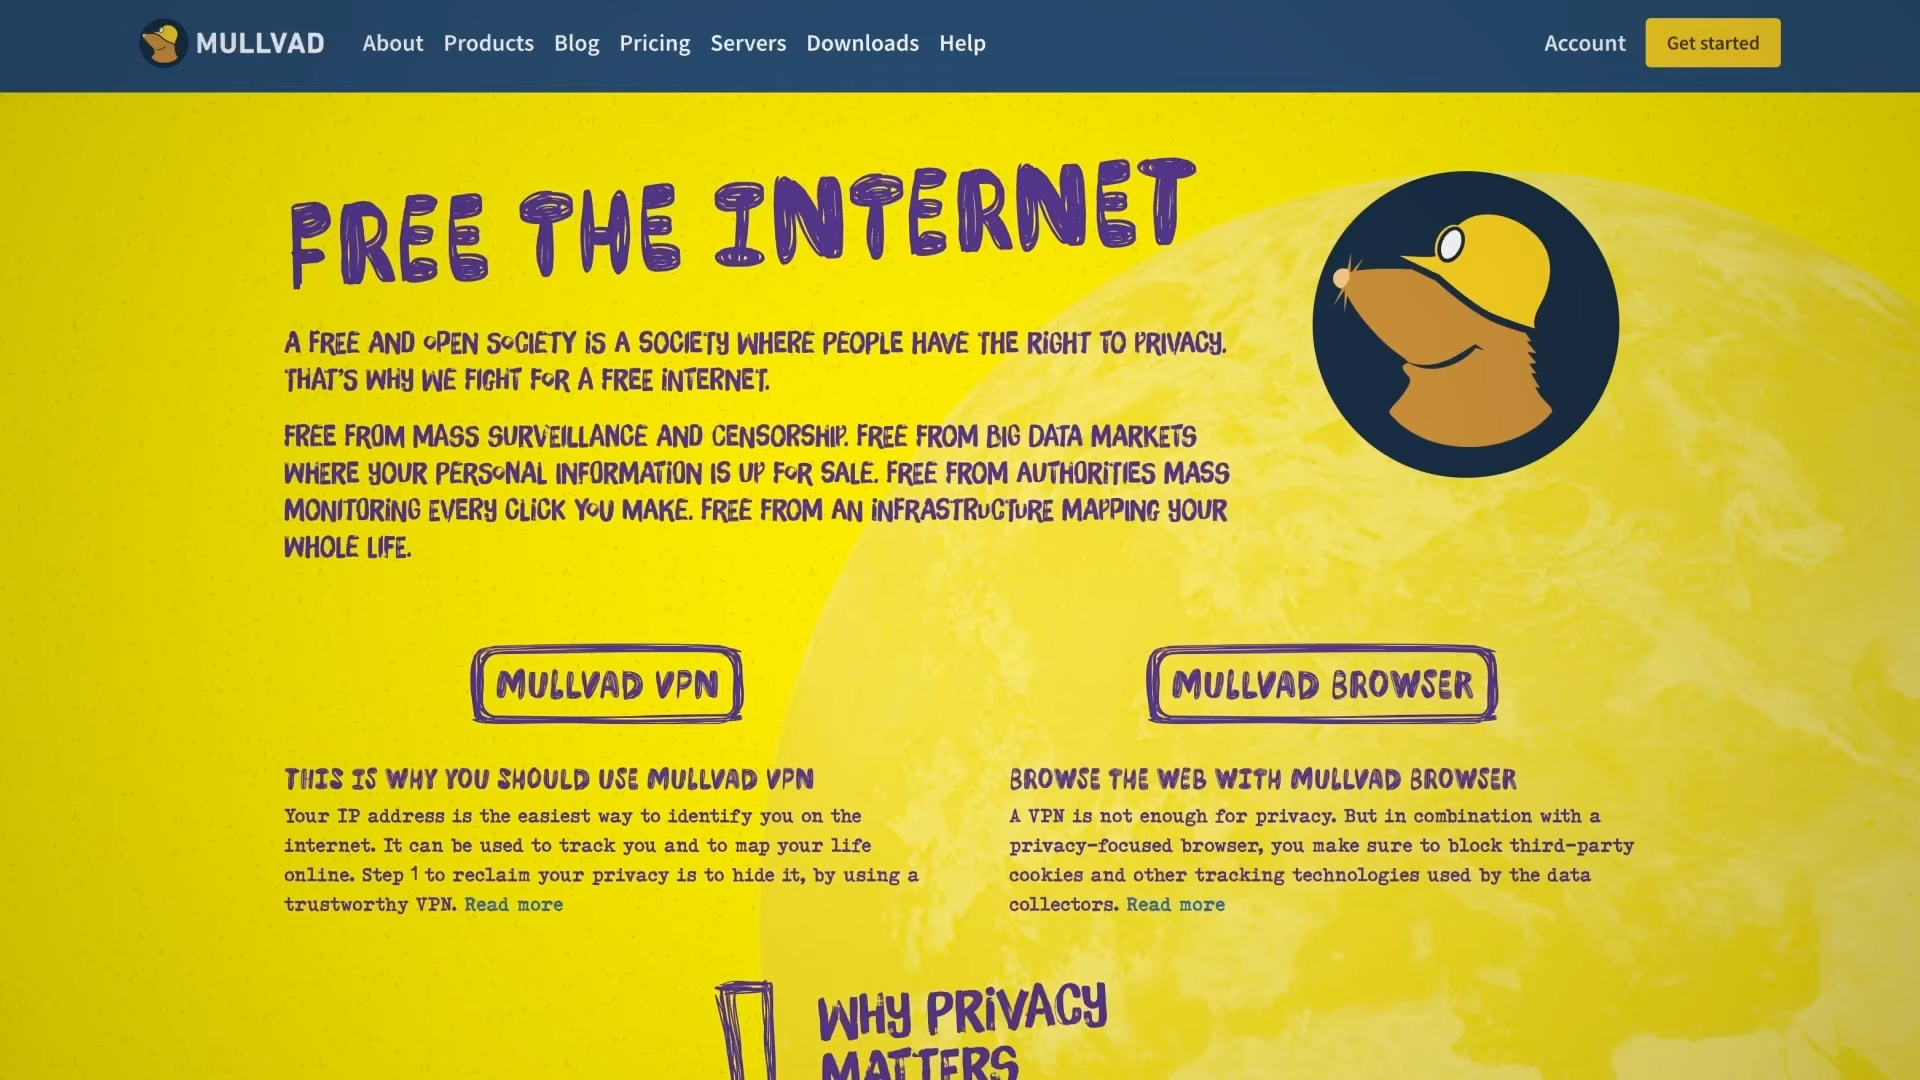 MULLVAD
About Products Blog Pricing Servers Downloads Help
Account
Get started
FREE THE INTERNET
A FREE AND OPEN SOCIETY IS A SOCIETY WHERE PEOPLE HAVE THE RIGHT TO PRIVACY.
THAT'S WHY WE FIGHT FOR A FREE INTERNET.
FREE FROM MASS SURVEILLANCE AND CENSORSHIP. FREE FROM BIG DATA MARKETS
WHERE YOUR PERSONAL INFORMATION IS UP FOR SALE. FREE FROM AUTHORITIES MASS
MONITORING EVERY CLICK YOU MAKE. FREE FROM AN INFRASTRUCTURE MAPPING YOUR
WHOLE LIFE.
MULLVAD VPN
THIS IS WHY YOU SHOULD USE MULLVAD VPN
Your IP address is the easiest way to identify you on the
internet. It can be used to track you and to map your life
online. Step 1 to reclaim your privacy is to hide it, by using a
trustworthy VPN. Read more
MULLVAD BROWSER
BROWSE THE WEB WITH MULLVAD BROWSER
A VPN is not enough for privacy. But in combination with a
privacy-focused browser, you make sure to block third-party
cookies and other tracking technologies used by the data
collectors. Read more
WHY PRIVACY
MATTERS